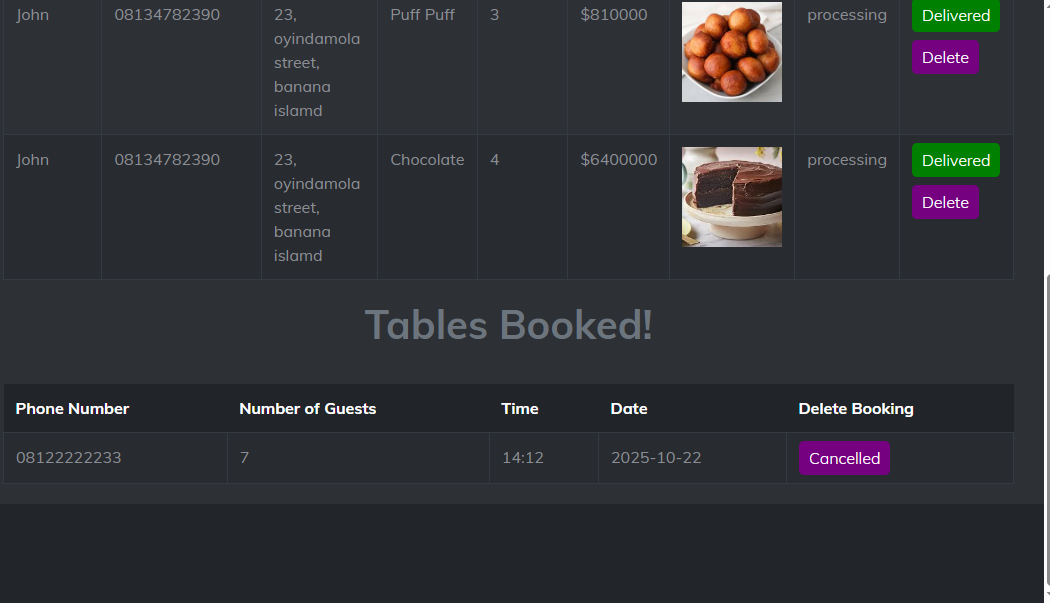 John 08134782390 23, Puff Puff 3 $810000 processing Delivered
oyindamola
street, Delete
banana
islamd
John 08134782390 23, Chocolate 4 $6400000 processing Delivered
oyindamola
street, Delete
banana
islamd
Tables Booked!
Phone Number Number of Guests Time Date Delete Booking
08122222233 7 14:12 2025-10-22 Cancelled